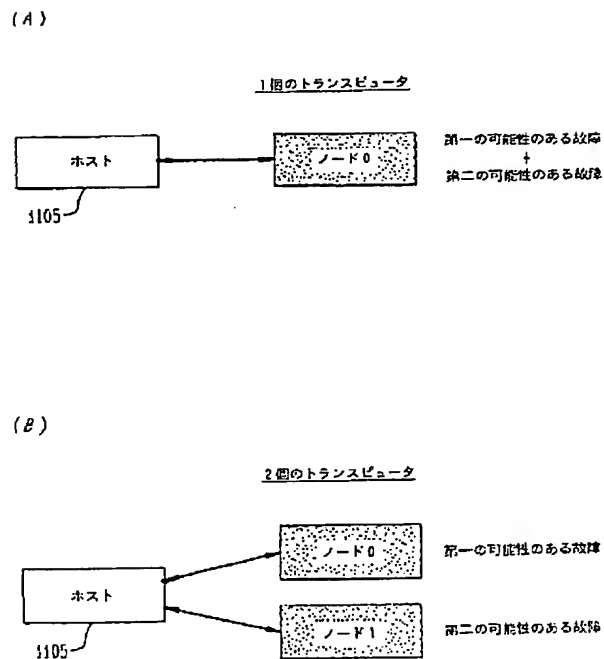 (A)
1個のトランスピュータ
ホスト
ノード0
第一の可能性のある故障
+
第二の可能性のある故障
1105
(B)
2個のトランスピュータ
ノード0
第一の可能性のある故障
ホスト
ノード1
第二の可能性のある故障
1105